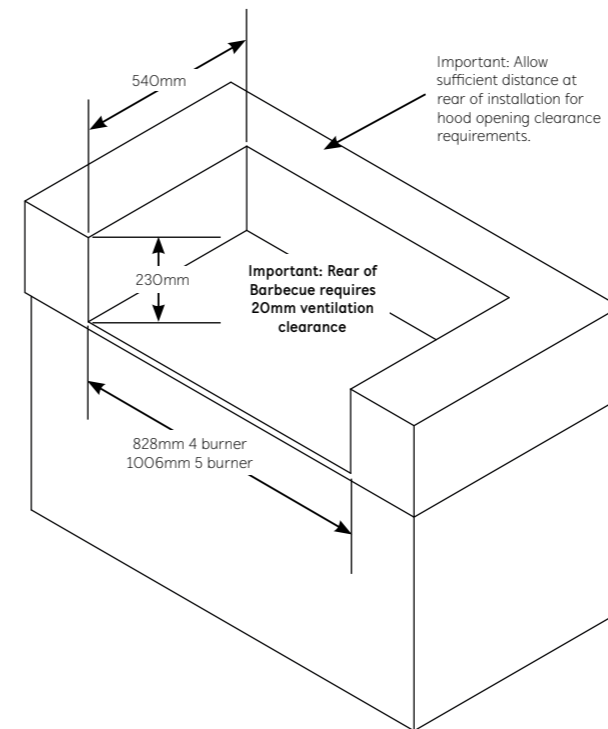 540mm
Important: Allow
sufficient distance at
rear of installation for
hood opening clearance
requirements.
230mm
Important: Rear of
Barbecue requires
20mm ventilation
clearance
828mm 4 burner
1006mm 5 burner